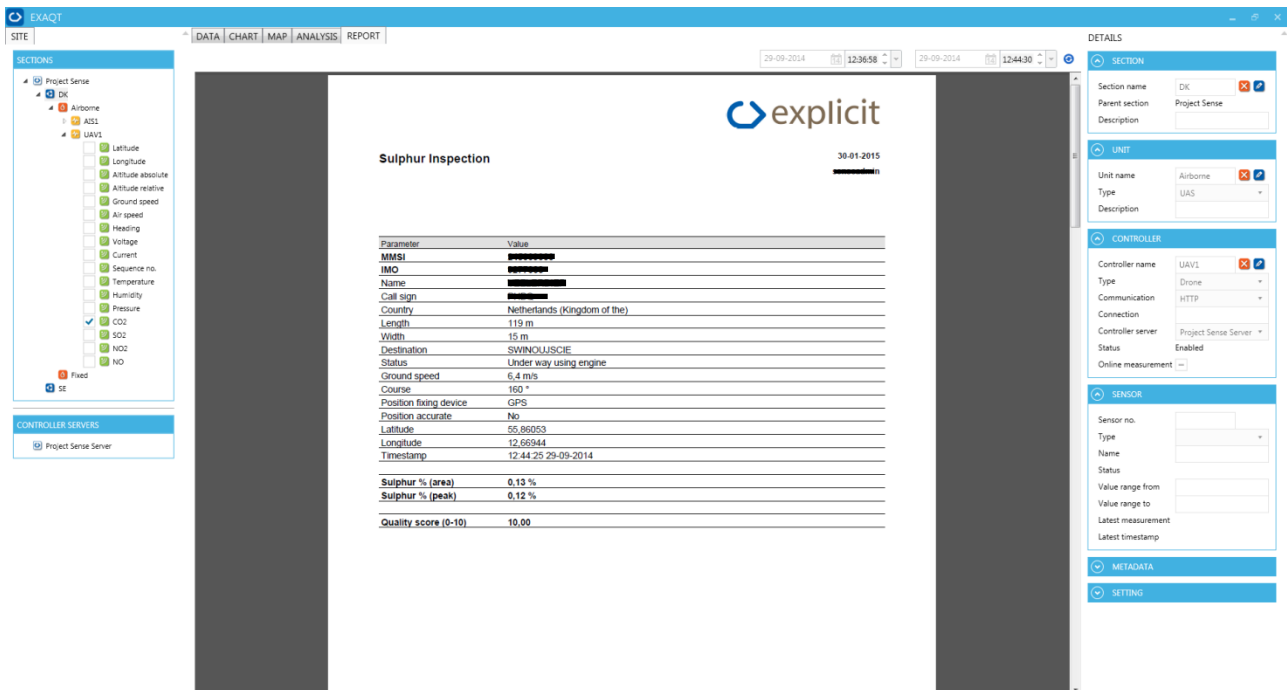 EXAQT
SITE
DATA CHART MAP ANALYSIS REPORT
SECTIONS
Project Sense
DK
Airborne
AIS1
UAV1
Latitude
Longitude
Altitude absolute
Altitude relative
Ground speed
Air speed
Heading
Voltage
Current
Sequence no.
Temperature
Humidity
Pressure
CO2
SO2
NO2
NO
Fixed
SE
CONTROLLER SERVERS
Project Sense Server
29-09-2014 12:36:58 29-09-2014 12:44:30
explicit
Sulphur Inspection 30-01-2015
Parameter Value
MMSI
IMO
Name
Call sign
Country Netherlands (Kingdom of the)
Length 119 m
Width 15 m
Destination SWINOUJSCIE
Status Under way using engine
Ground speed 6,4 m/s
Course 160 °
Position fixing device GPS
Position accurate No
Latitude 55,86053
Longitude 12,66944
Timestamp 12:44:25 29-09-2014
Sulphur % (area) 0,13 %
Sulphur % (peak) 0,12 %
Quality score (0-10) 10,00
DETAILS
SECTION
Section name DK
Parent section Project Sense
Description
UNIT
Unit name Airborne
Type UAS
Description
CONTROLLER
Controller name UAV1
Type Drone
Communication HTTP
Connection
Controller server Project Sense Server
Status Enabled
Online measurement
SENSOR
Sensor no.
Type
Name
Status
Value range from
Value range to
Latest measurement
Latest timestamp
METADATA
SETTING